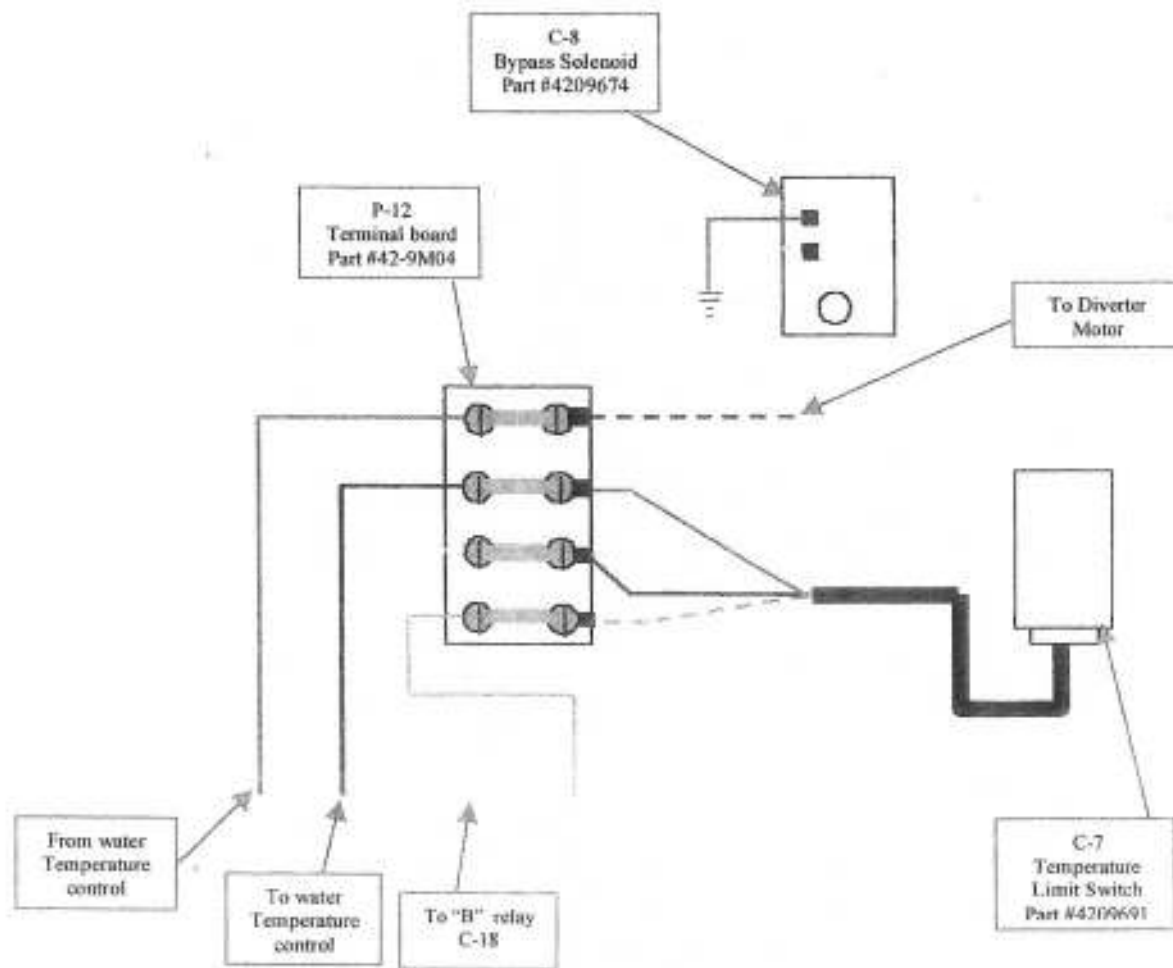 C-8
Bypass Solenoid
Part #4209674
P-12
Terminal board
Part #42-9M04
To Diverter
Motor
From water
Temperature
control
To water
Temperature
control
To "B" relay
C-18
C-7
Temperature
Limit Switch
Part #4209691